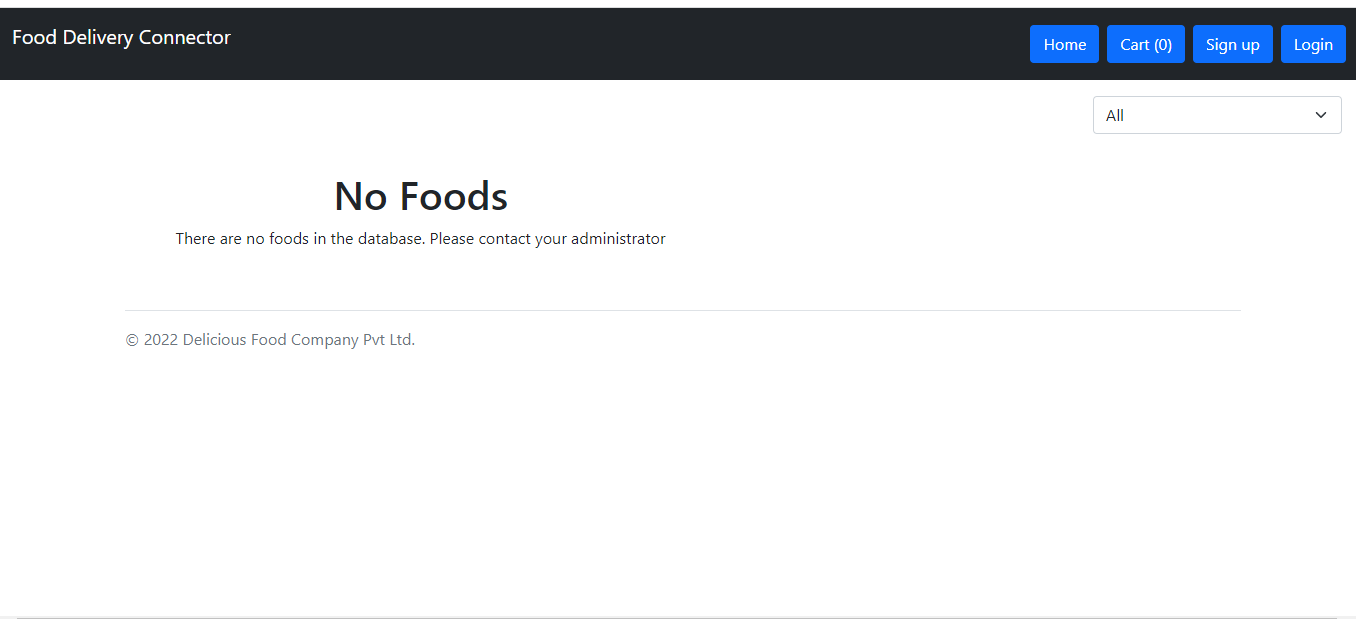 Food Delivery Connector
Home
Cart (0)
Sign up
Login
All
No Foods
There are no foods in the database. Please contact your administrator
© 2022 Delicious Food Company Pvt Ltd.